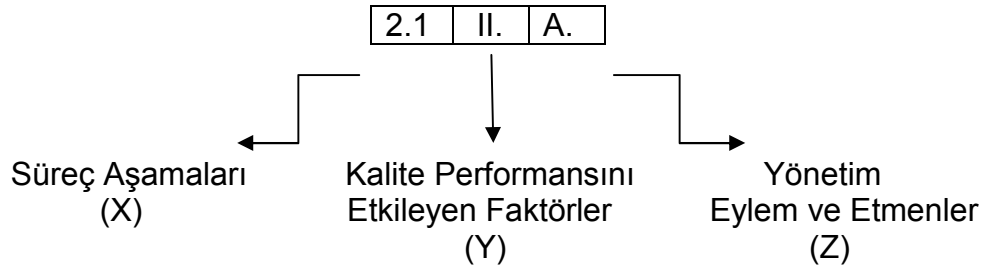 2.1 II. A.
Süreç Aşamaları Kalite Performansını Yönetim
(X) Etkileyen Faktörler Eylem ve Etmenler
(Y) (Z)